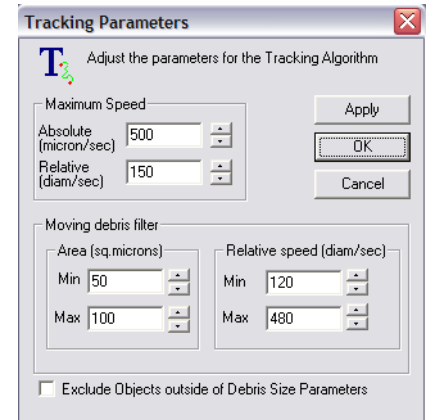 Tracking Parameters
T
Adjust the parameters for the Tracking Algorithm
Maximum Speed
Absolute
(micron/sec)
500
Relative
(diam/sec)
150
Apply
OK
Cancel
Moving debris filter
Area (sq.microns)
Min 50
Max 100
Relative speed (diam/sec)
Min 120
Max 480
Exclude Objects outside of Debris Size Parameters